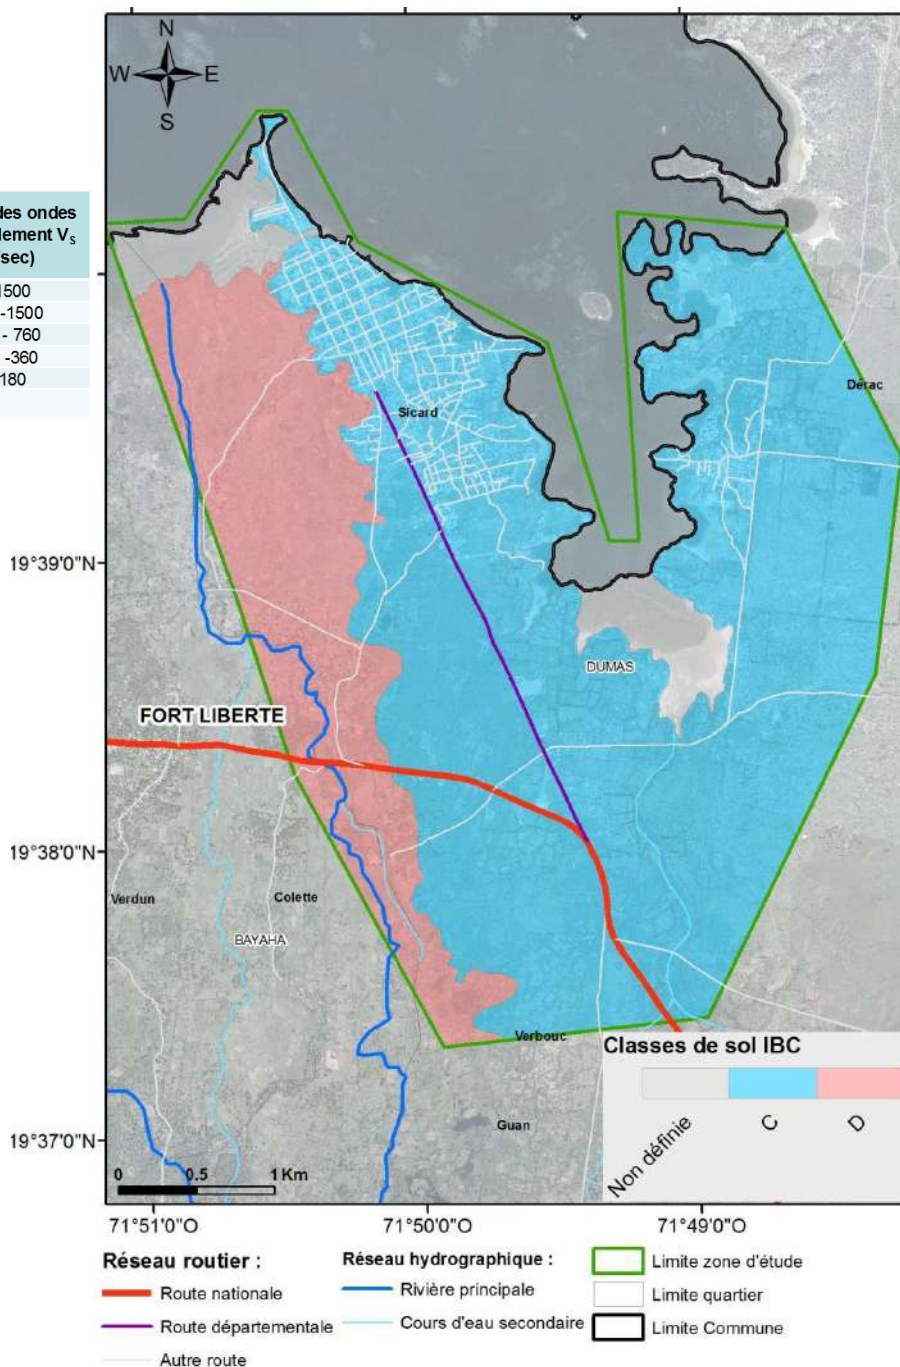 N
W E
S
des ondes
lement Vs
/sec)
1500
-1500
- 760
-360
180
Dérac
Sicard
19°39'0"N
DUMAS
FORT LIBERTE
19°38'0"N
Verdun
Colette
BAYAHA
Verbouc
Classes de sol IBC
Non définie
C
D
Guan
19°37'0"N
0 0.5 1 Km
71°51'0"O 71°50'0"O 71°49'0"O
Réseau routier :
Route nationale
Route départementale
Autre route
Réseau hydrographique :
Rivière principale
Cours d'eau secondaire
Limite zone d'étude
Limite quartier
Limite Commune